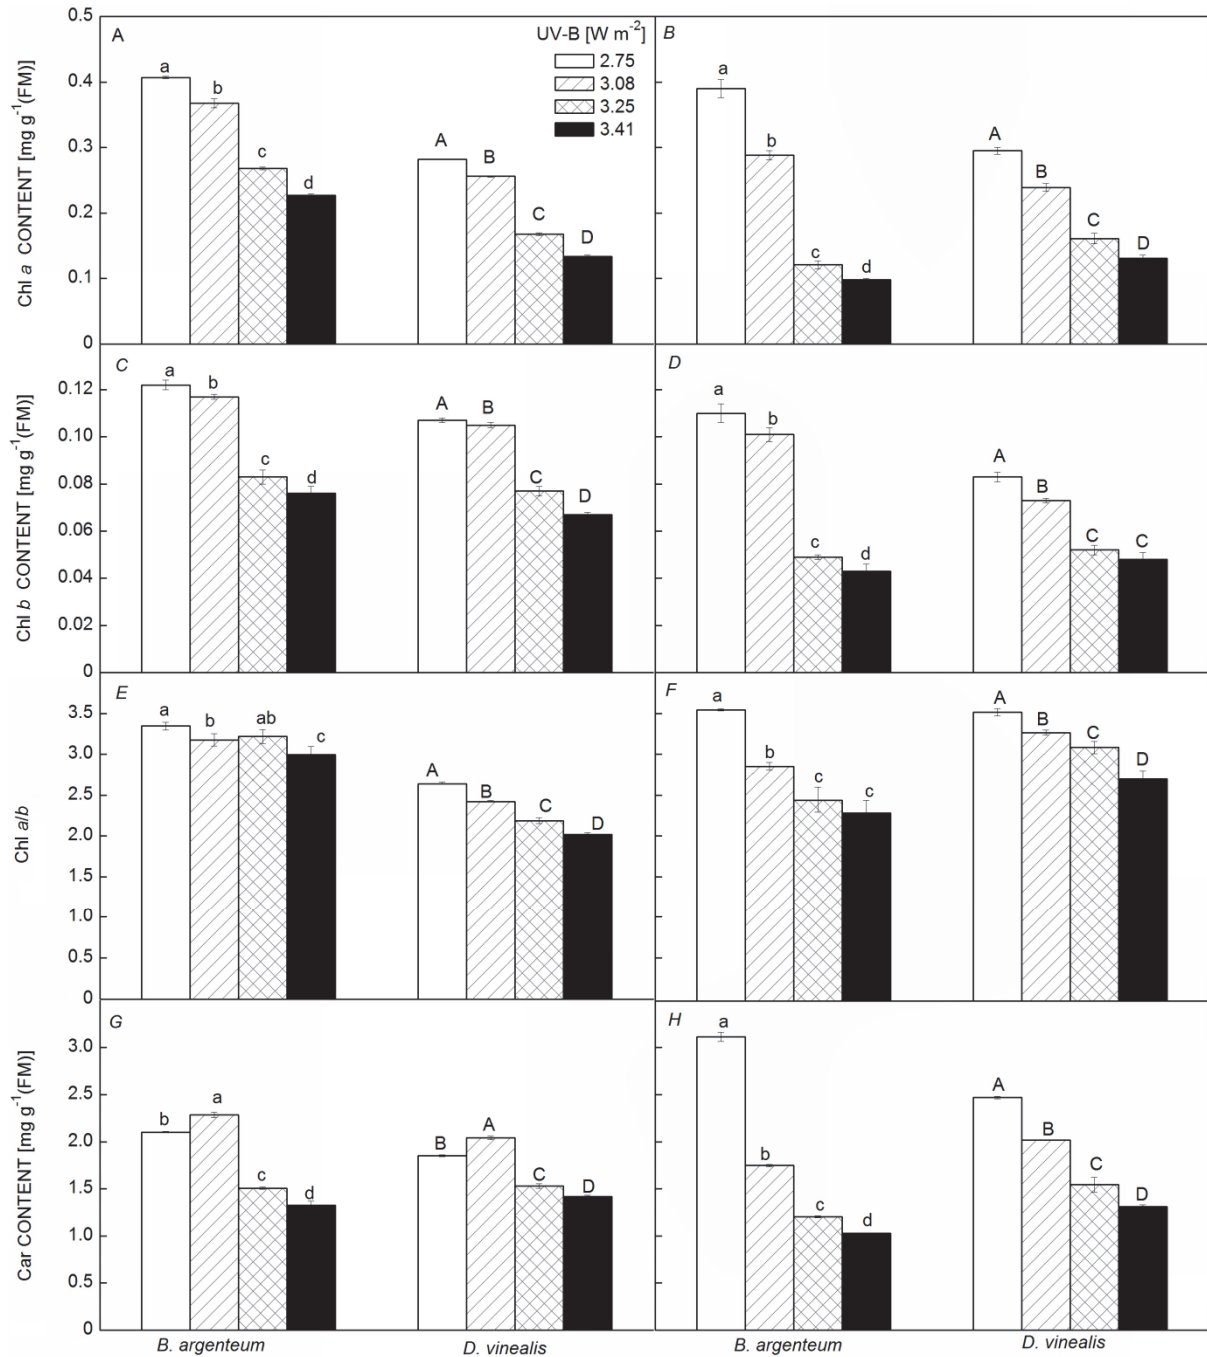 0.5
0.4
0.3
0.2
0.1
0
Chl a CONTENT [mg g⁻¹(FM)]
A
UV-B [W m⁻²]
2.75
3.08
3.25
3.41
a
b
c
d
A
B
C
D
B
a
b
c
d
A
B
C
D
0.12
0.10
0.08
0.06
0.04
0.02
0
Chl b CONTENT [mg g⁻¹(FM)]
C
a
b
c
d
A
B
C
D
D
a
b
c
d
A
B
C
C
3.5
3.0
2.5
2.0
1.5
1.0
0.5
0
Chl a/b
E
a
b
ab
c
A
B
C
D
F
a
b
c
c
A
B
C
D
3.0
2.5
2.0
1.5
1.0
0.5
0
Car CONTENT [mg g⁻¹(FM)]
G
b
a
c
d
B
A
C
D
H
a
b
c
d
A
B
C
D
B. argenteum
D. vinealis
B. argenteum
D. vinealis